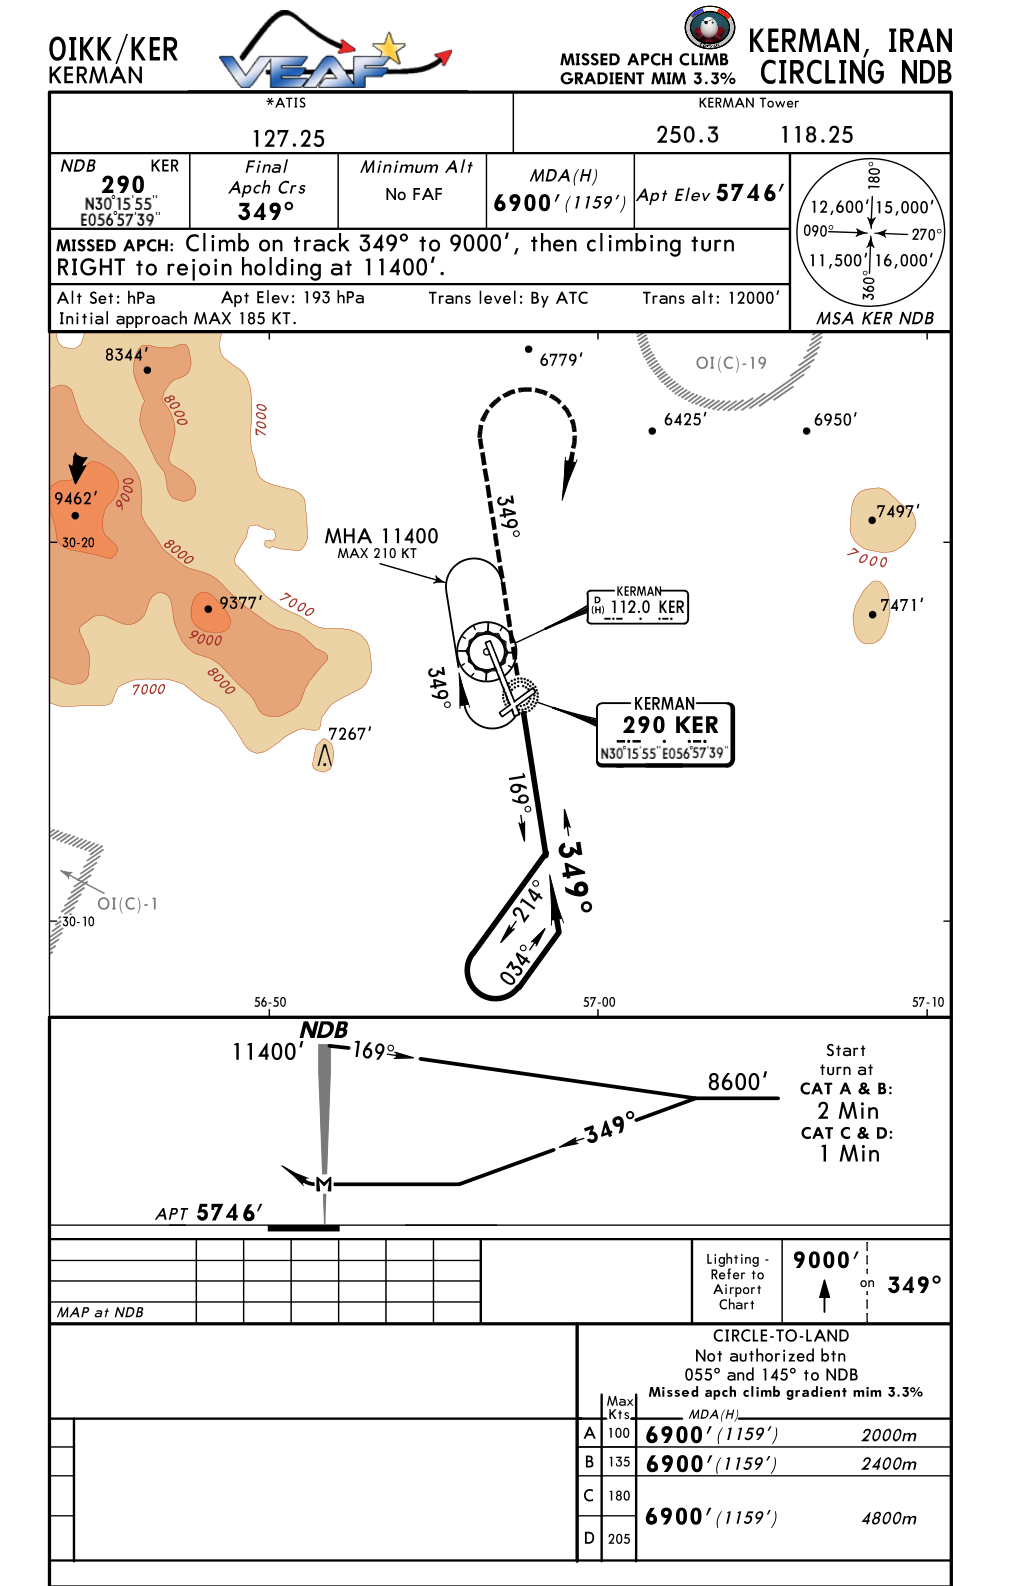 OIKK/KER
KERMAN
VEAF
MISSED APCH CLIMB
GRADIENT MIM 3.3%
KERMAN, IRAN
CIRCLING NDB
*ATIS
127.25
KERMAN Tower
250.3 118.25
NDB KER
290
N30°15'55"
E056°57'39"
Final
Apch Crs
349°
Minimum Alt
No FAF
MDA(H)
6900' (1159')
Apt Elev 5746'
MISSED APCH: Climb on track 349° to 9000', then climbing turn
RIGHT to rejoin holding at 11400'.
Alt Set: hPa Apt Elev: 193 hPa Trans level: By ATC Trans alt: 12000'
Initial approach MAX 185 KT.
180°
12,600' 15,000'
090° 270°
11,500' 16,000'
360°
MSA KER NDB
8344'
8000
7000
6779'
OI(C)-19
6425'
6950'
9462'
9000
30-20
8000
349°
MHA 11400
MAX 210 KT
7497'
7000
9377'
9000
7000
KERMAN
D
(H) 112.0 KER
7471'
8000
7000
349°
KERMAN
290 KER
N30°15'55" E056°57'39"
7267'
169°
349°
OI(C)-1
30-10
214°
034°
56-50
57-00
57-10
NDB
11400'
169°
8600'
349°
M
APT 5746'
Start
turn at
CAT A & B:
2 Min
CAT C & D:
1 Min
MAP at NDB
Lighting -
Refer to
Airport
Chart
9000'
on 349°
CIRCLE-TO-LAND
Not authorized btn
055° and 145° to NDB
Missed apch climb gradient mim 3.3%
Max
Kts
MDA(H)
A 100 6900' (1159') 2000m
B 135 6900' (1159') 2400m
C 180
6900' (1159') 4800m
D 205